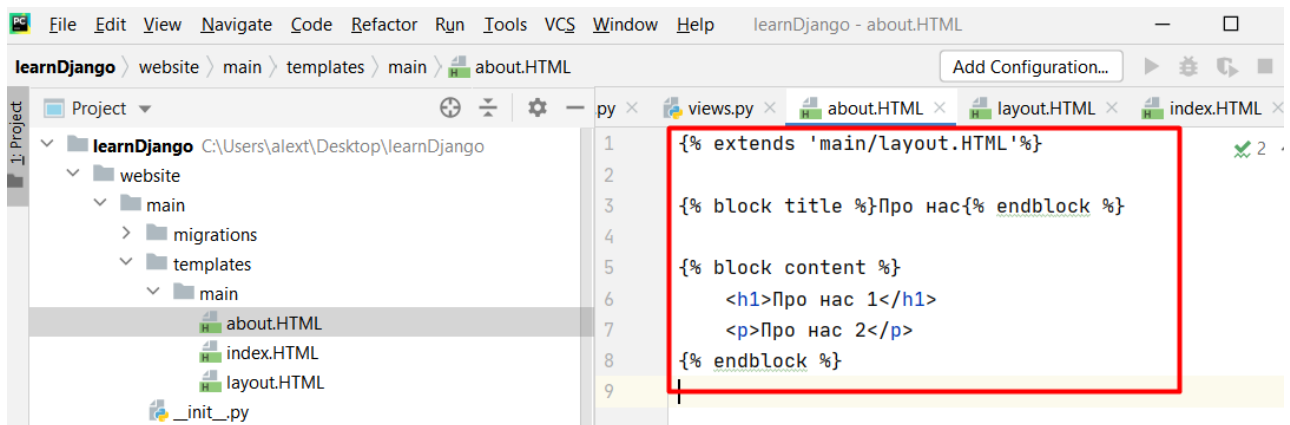 PC File Edit View Navigate Code Refactor Run Tools VCS Window Help learnDjango - about.HTML
learnDjango 〉 website 〉 main 〉 templates 〉 main 〉 about.HTML Add Configuration...
1: Project
Project
.py × views.py × about.HTML × layout.HTML × index.HTML ×
learnDjango C:\Users\alext\Desktop\learnDjango
website
main
migrations
templates
main
about.HTML
index.HTML
layout.HTML
__init__.py
1 {% extends 'main/layout.HTML'%}
2
3 {% block title %}Про нас{% endblock %}
4
5 {% block content %}
6 <h1>Про нас 1</h1>
7 <p>Про нас 2</p>
8 {% endblock %}
9
2